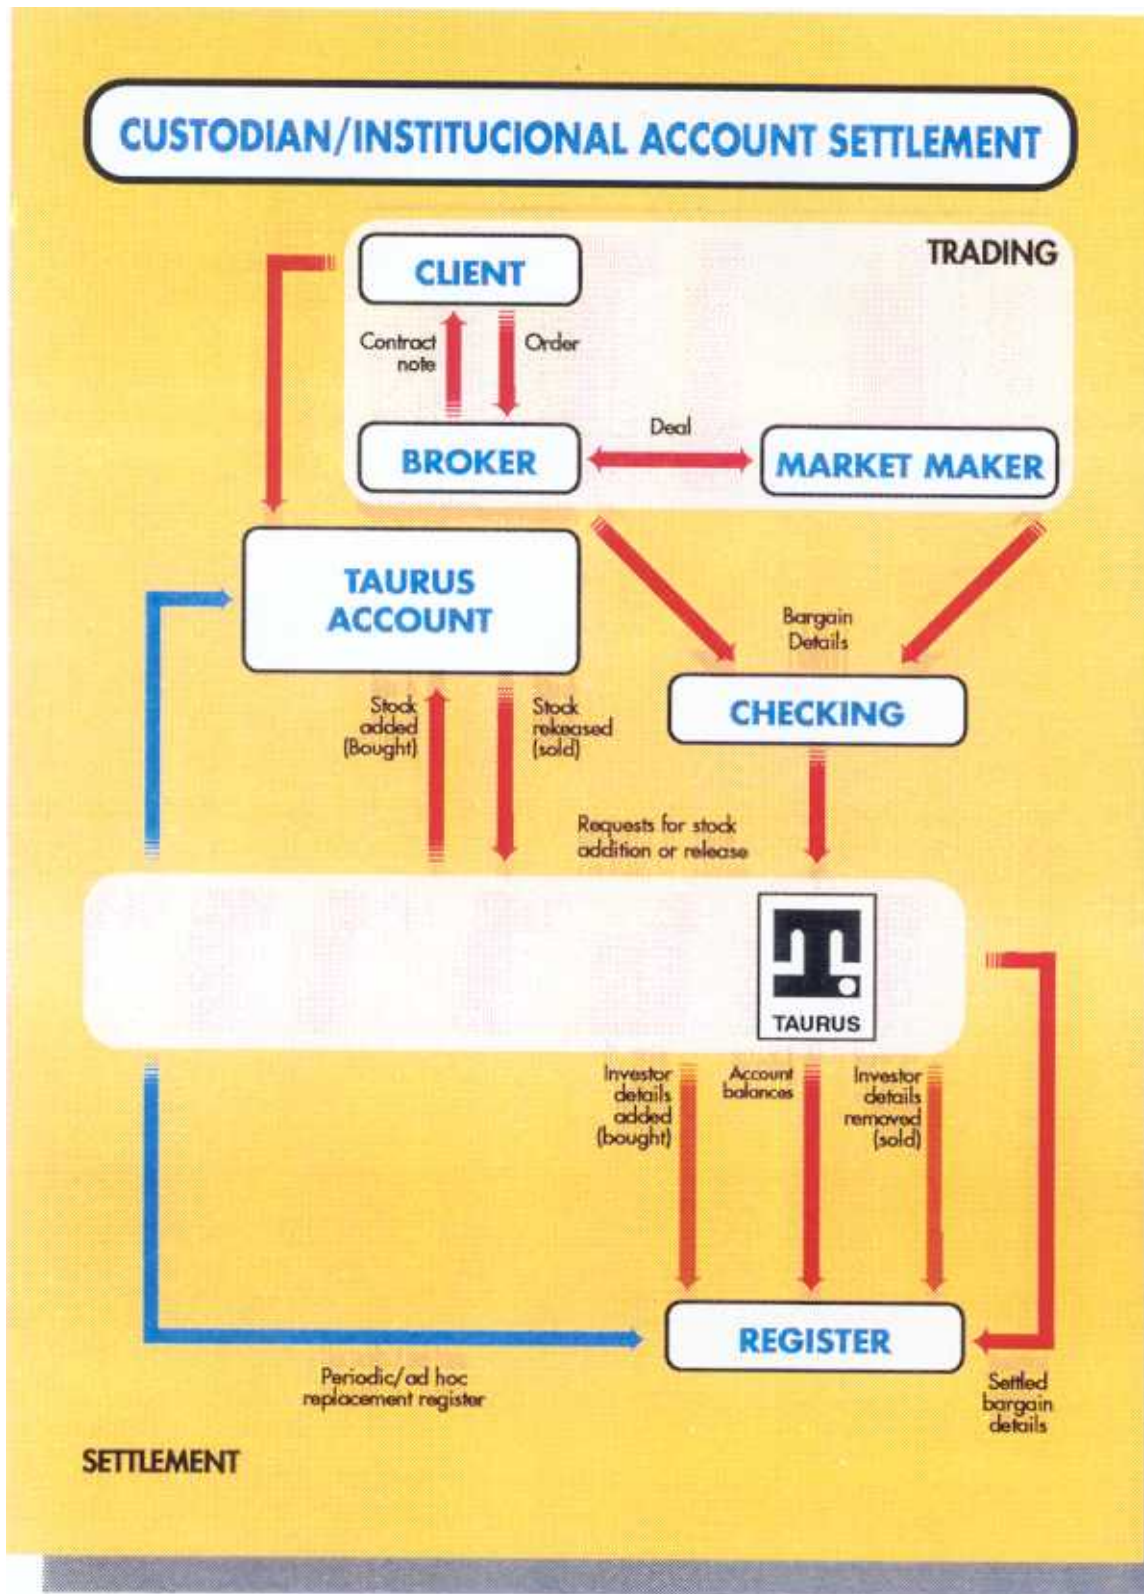 CUSTODIAN/INSTITUCIONAL ACCOUNT SETTLEMENT
TRADING
CLIENT
Contract
note
Order
BROKER
Deal
MARKET MAKER
TAURUS
ACCOUNT
Bargain
Details
CHECKING
Stock
added
(Bought)
Stock
rekeased
(sold)
Requests for stock
addition or release
TAURUS
Investor
details
added
(bought)
Account
balances
Investor
details
removed
(sold)
REGISTER
Periodic/ad hoc
replacement register
Settled
bargain
details
SETTLEMENT